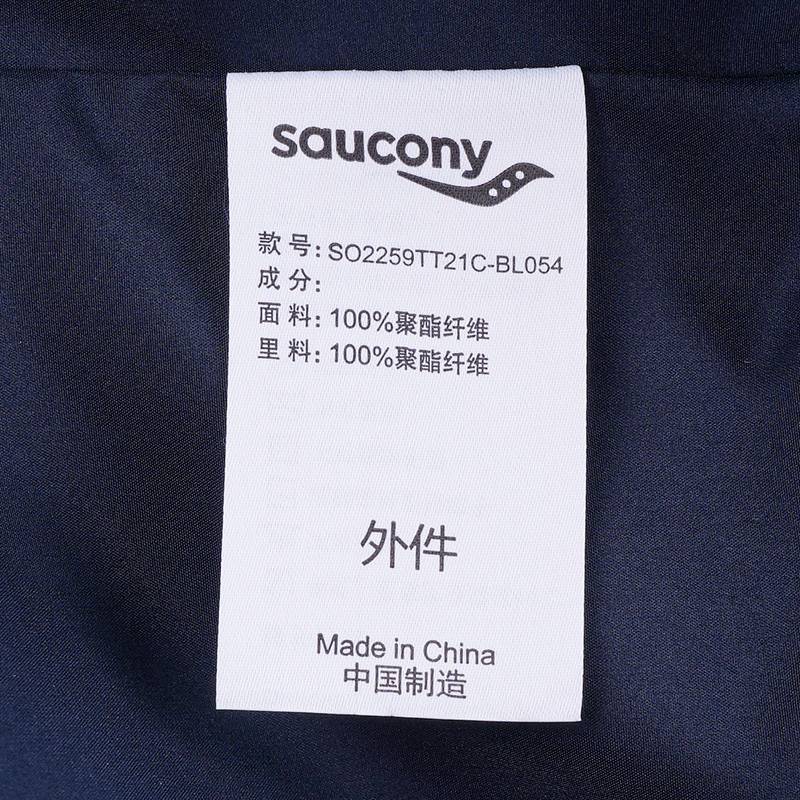 saucony
款号: SO2259TT21C-BL054
成分:
面料: 100%聚酯纤维
里料: 100%聚酯纤维
外件
Made in China
中国制造